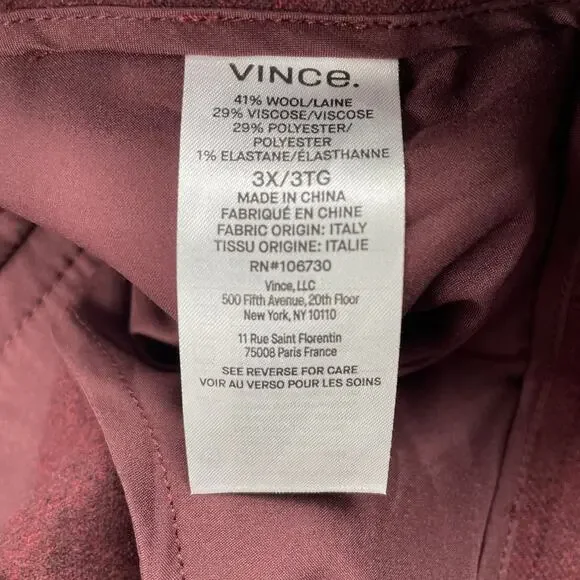 VINCE.
41% WOOL/LAINE
29% VISCOSE/VISCOSE
29% POLYESTER/
POLYESTER
1% ELASTANE/ÉLASTHANNE
3X/3TG
MADE IN CHINA
FABRIQUÉ EN CHINE
FABRIC ORIGIN: ITALY
TISSU ORIGINE: ITALIE
RN#106730
Vince, LLC
500 Fifth Avenue, 20th Floor
New York, NY 10110
11 Rue Saint Florentin
75008 Paris France
SEE REVERSE FOR CARE
VOIR AU VERSO POUR LES SOINS